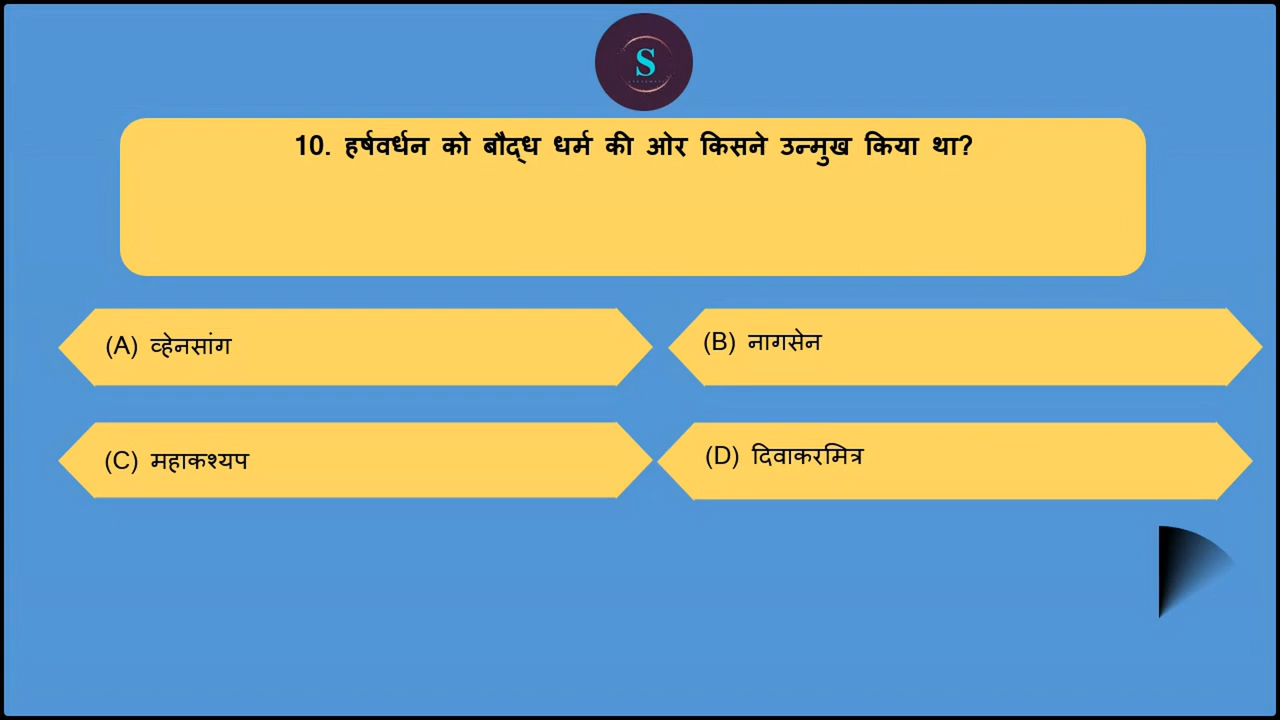 S
10. हर्षवर्धन को बौद्ध धर्म की ओर किसने उन्मुख किया था?
(A) व्हेनसांग
(B) नागसेन
(C) महाकश्यप
(D) दिवाकरमित्र